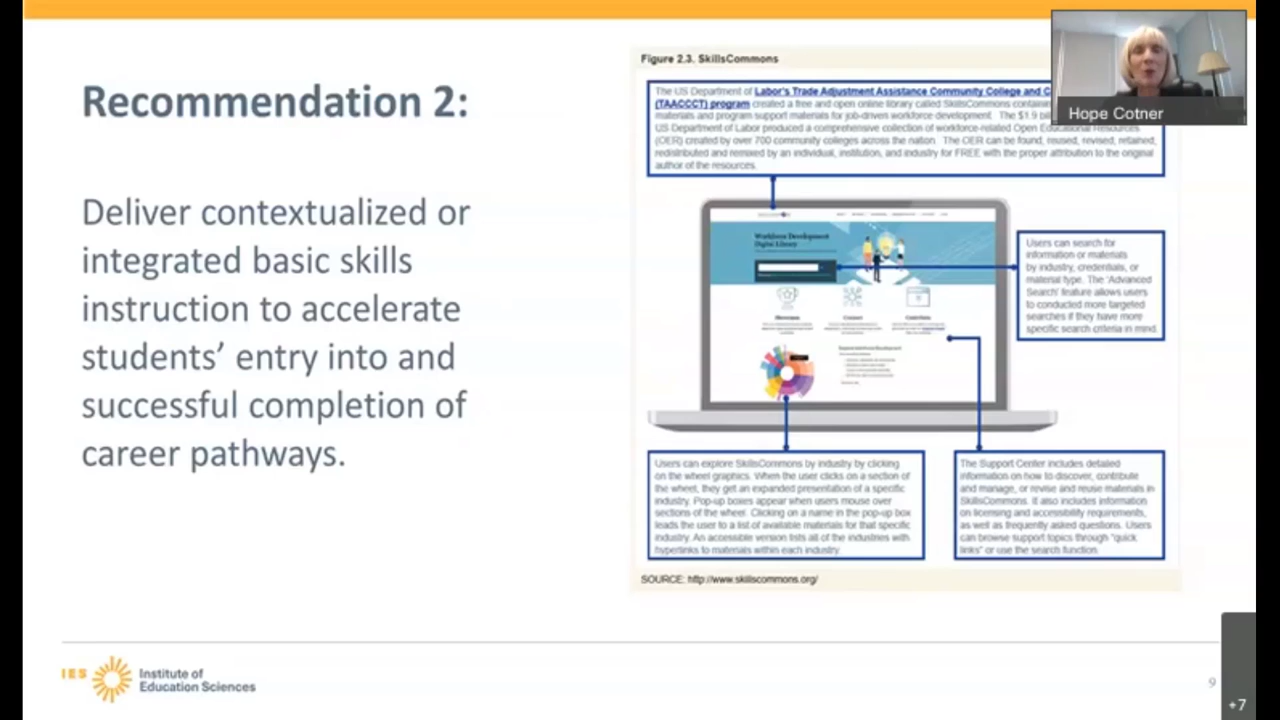 Recommendation 2:
Deliver contextualized or
integrated basic skills
instruction to accelerate
students’ entry into and
successful completion of
career pathways.
Figure 2.3. SkillsCommons
The US Department of Labor's Trade Adjustment Assistance Community College and C
(TAACCCT) program created a free and open online library called SkillsCommons containin
materials and program support materials for job-driven workforce development. The $1.9 bil
US Department of Labor produced a comprehensive collection of workforce-related Open Educational Resources
(OER) created by over 700 community colleges across the nation. The OER can be found, reused, revised, retained,
redistributed and remixed by an individual, institution, and industry for FREE with the proper attribution to the original
author of the resources.
Hope Cotner
Workforce Development
Digital Library
Showcase
Connect
Contribute
Users can search for
information or materials
by industry, credentials, or
material type. The 'Advanced
Search' feature allows users
to conducted more targeted
searches if they have more
specific search criteria in mind.
Users can explore SkillsCommons by industry by clicking
on the wheel graphics. When the user clicks on a section of
the wheel, they get an expanded presentation of a specific
industry. Pop-up boxes appear when users mouse over
sections of the wheel. Clicking on a name in the pop-up box
leads the user to a list of available materials for that specific
industry. An accessible version lists all of the industries with
hyperlinks to materials within each industry.
The Support Center includes detailed
information on how to discover, contribute
and manage, or revise and reuse materials in
SkillsCommons. It also includes information
on licensing and accessibility requirements,
as well as frequently asked questions. Users
can browse support topics through "quick
links" or use the search function.
SOURCE: http://www.skillscommons.org/
IES
Institute of
Education Sciences
9
+7